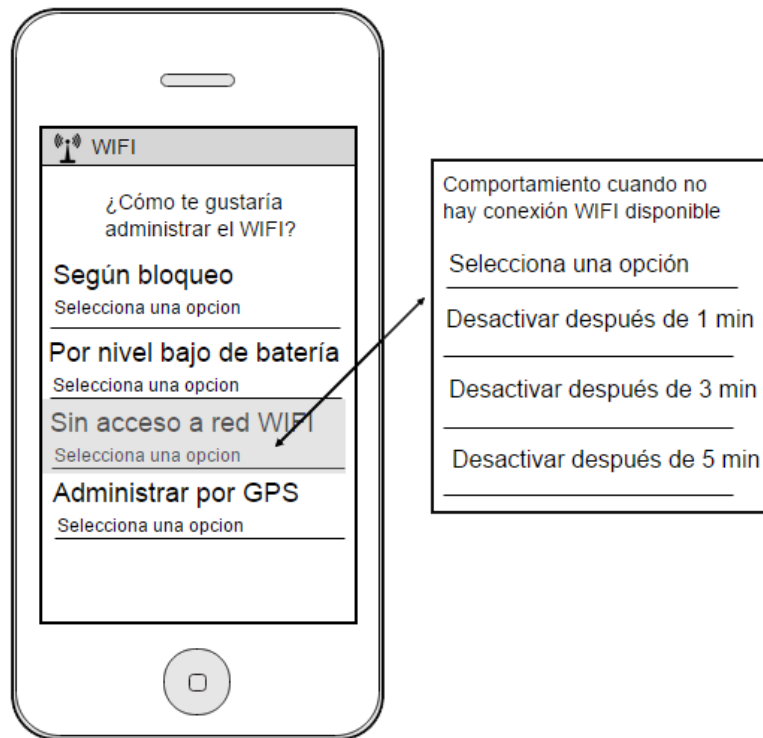 WIFI
¿Cómo te gustaría
administrar el WIFI?
Según bloqueo
Selecciona una opcion
Por nivel bajo de batería
Selecciona una opcion
Sin acceso a red WIFI
Selecciona una opcion
Administrar por GPS
Selecciona una opcion
Comportamiento cuando no
hay conexión WIFI disponible
Selecciona una opción
Desactivar después de 1 min
Desactivar después de 3 min
Desactivar después de 5 min